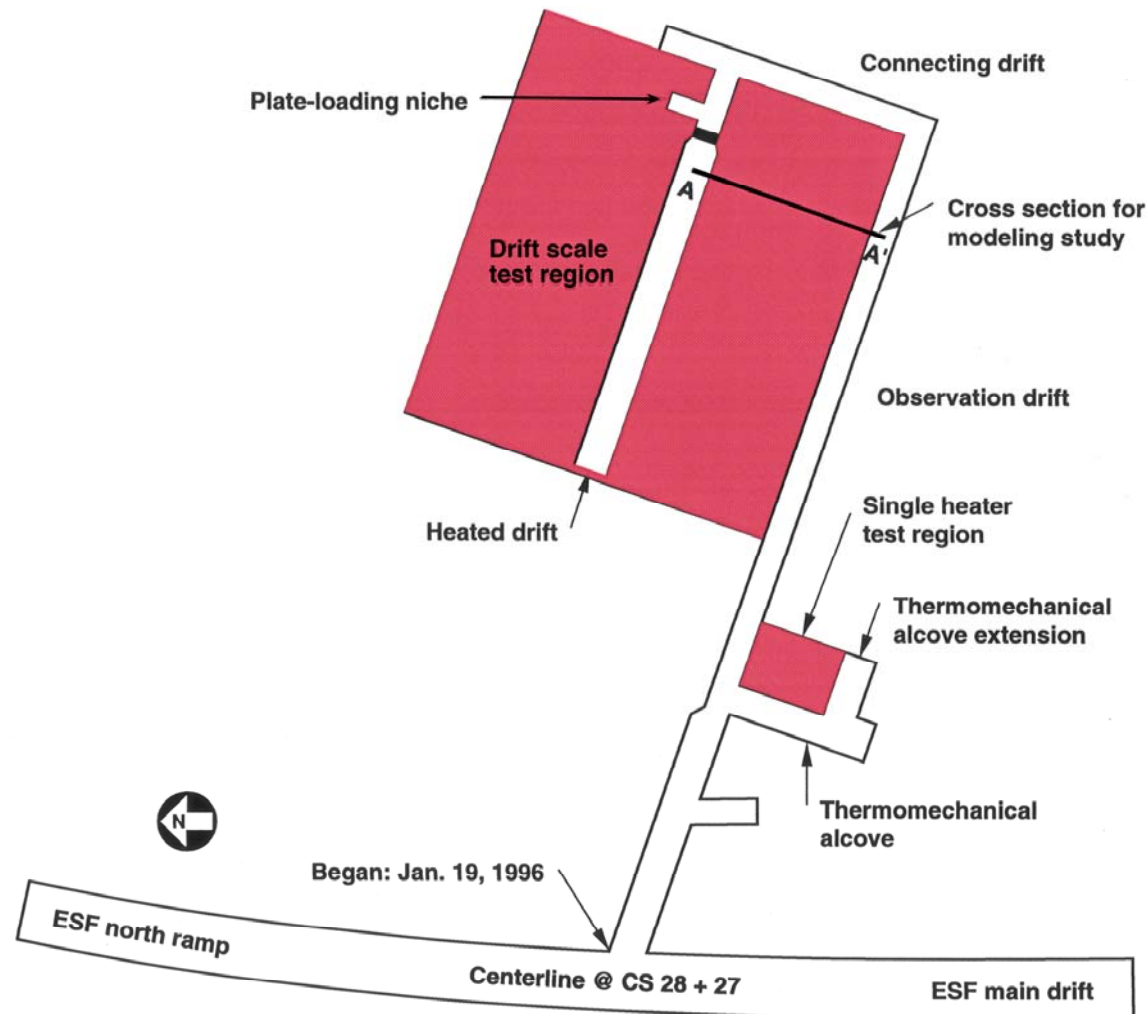 Connecting drift
Plate-loading niche
A
Cross section for
modeling study
A'
Drift scale
test region
Observation drift
Single heater
test region
Heated drift
Thermomechanical
alcove extension
Thermomechanical
alcove
N
Began: Jan. 19, 1996
ESF north ramp
Centerline @ CS 28 + 27
ESF main drift